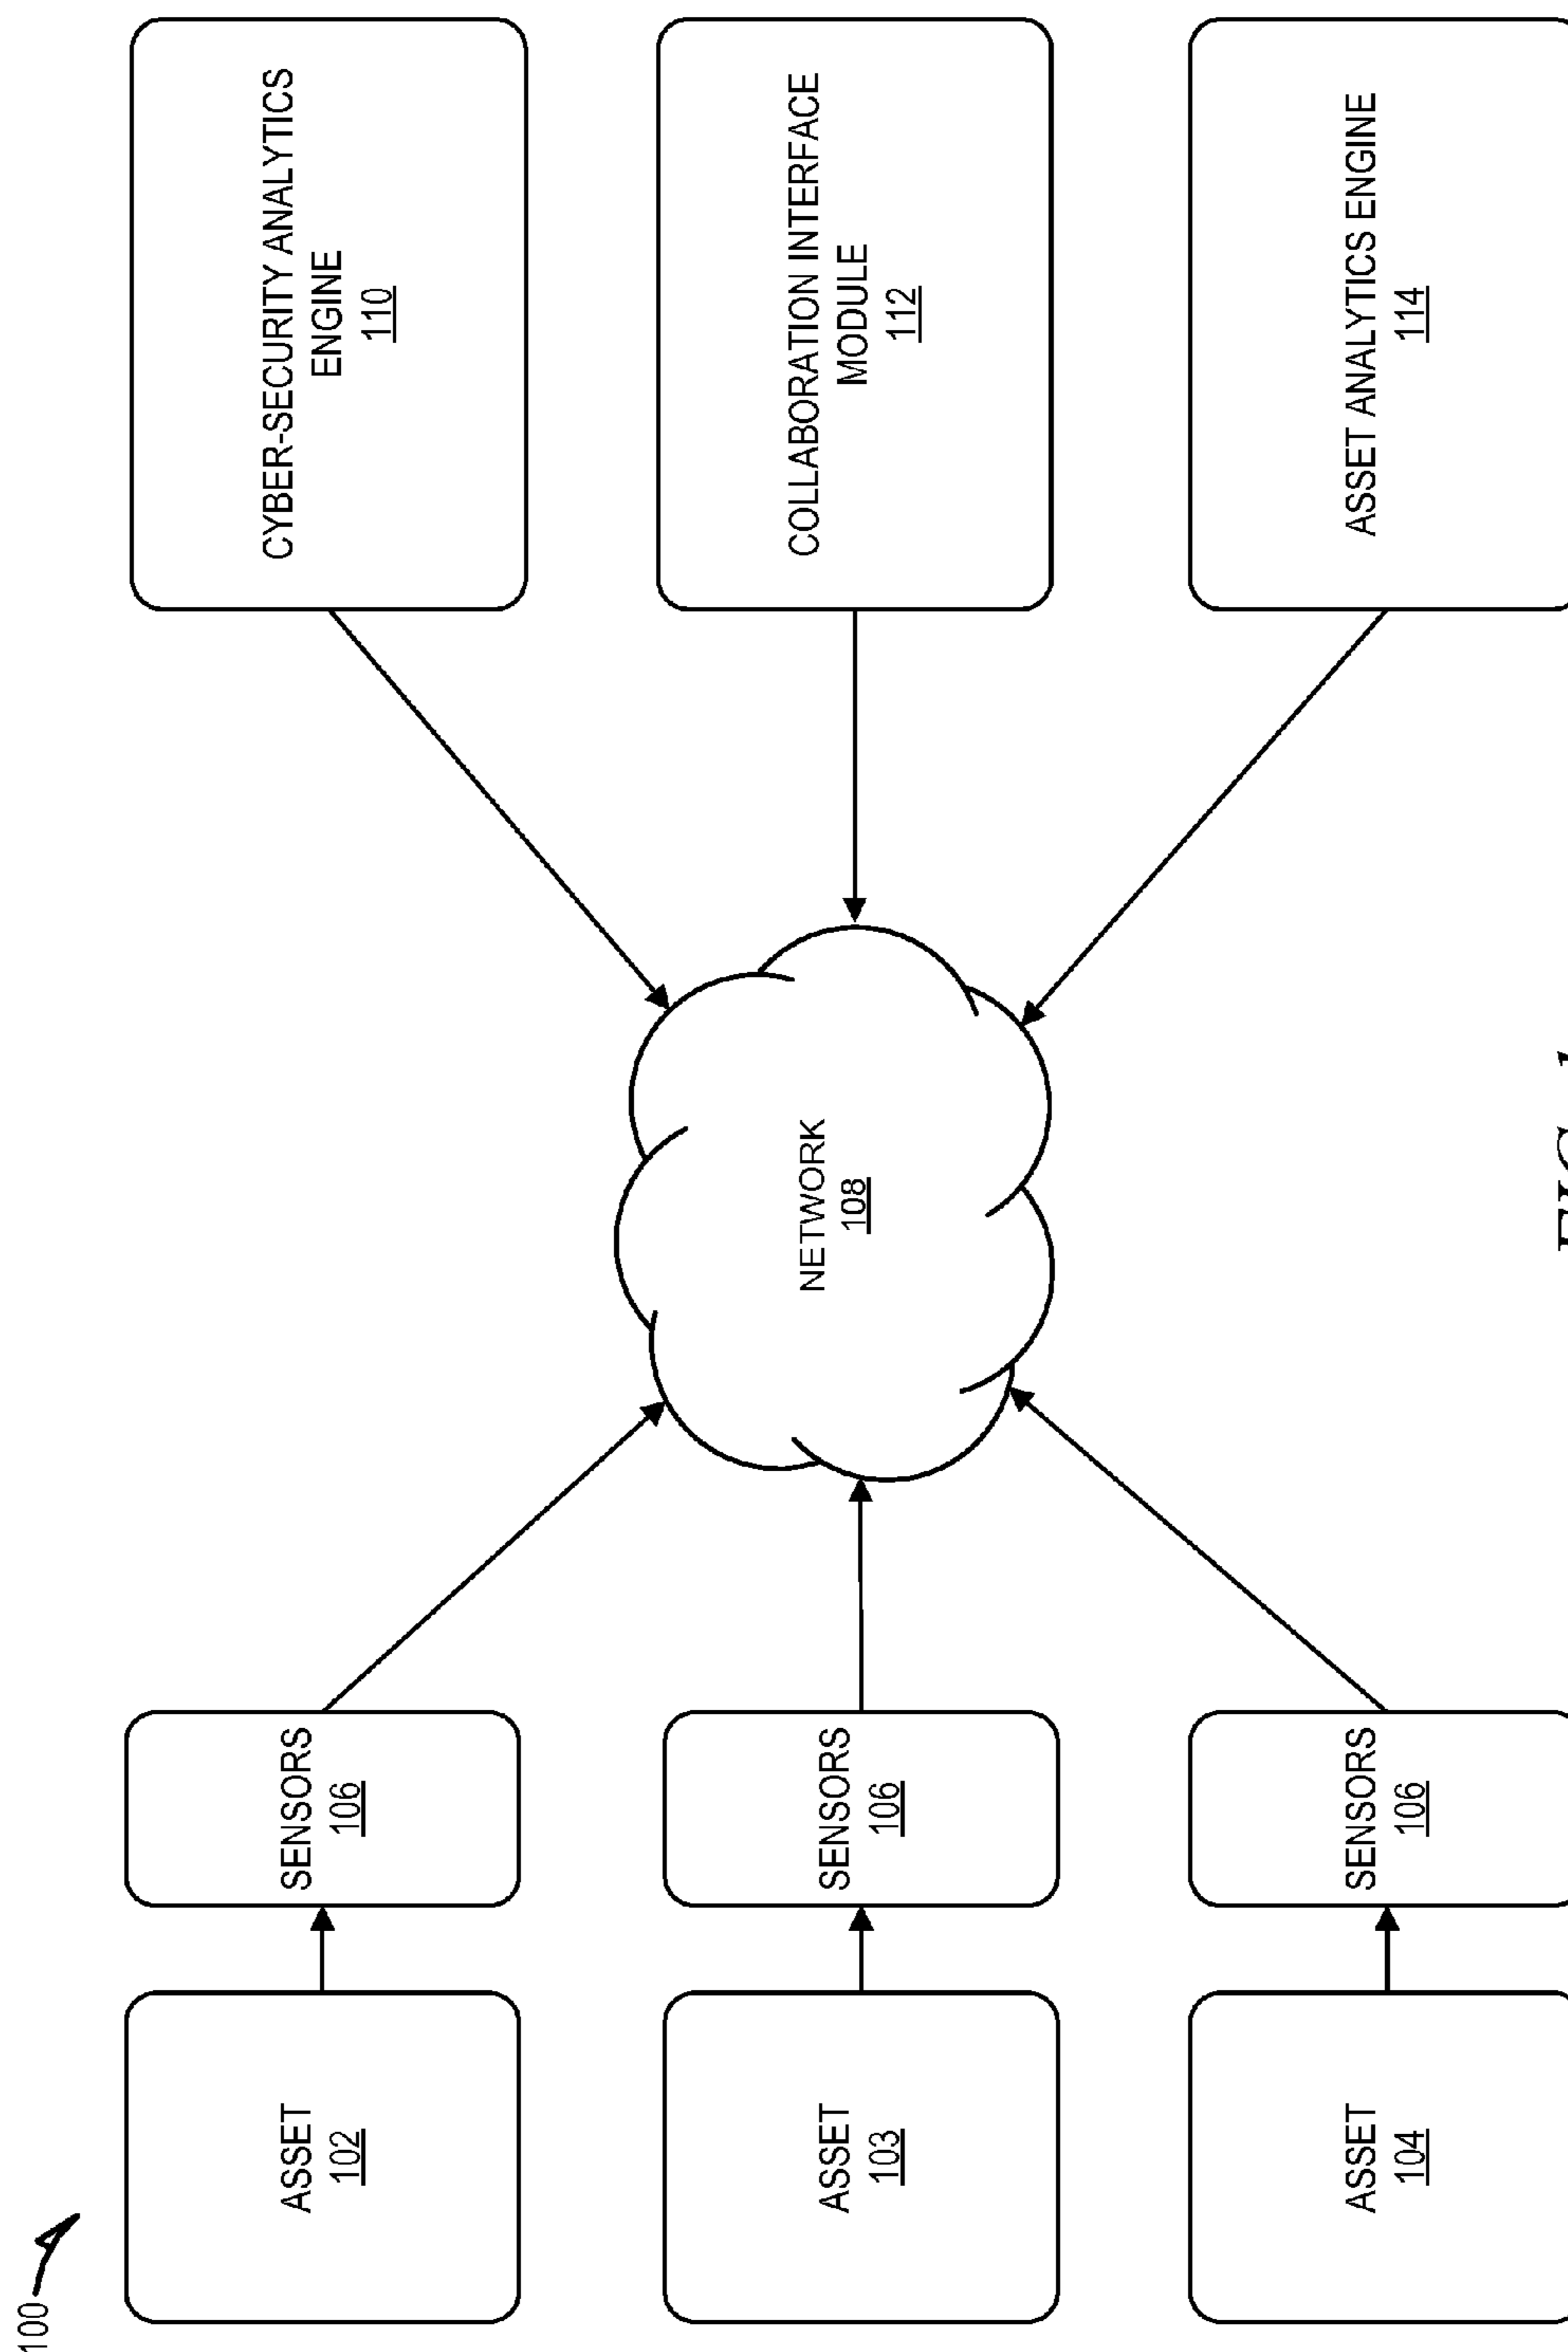 100
ASSET
102
SENSORS
106
ASSET
103
SENSORS
106
ASSET
104
SENSORS
106
NETWORK
108
CYBER-SECURITY ANALYTICS
ENGINE
110
COLLABORATION INTERFACE
MODULE
112
ASSET ANALYTICS ENGINE
114